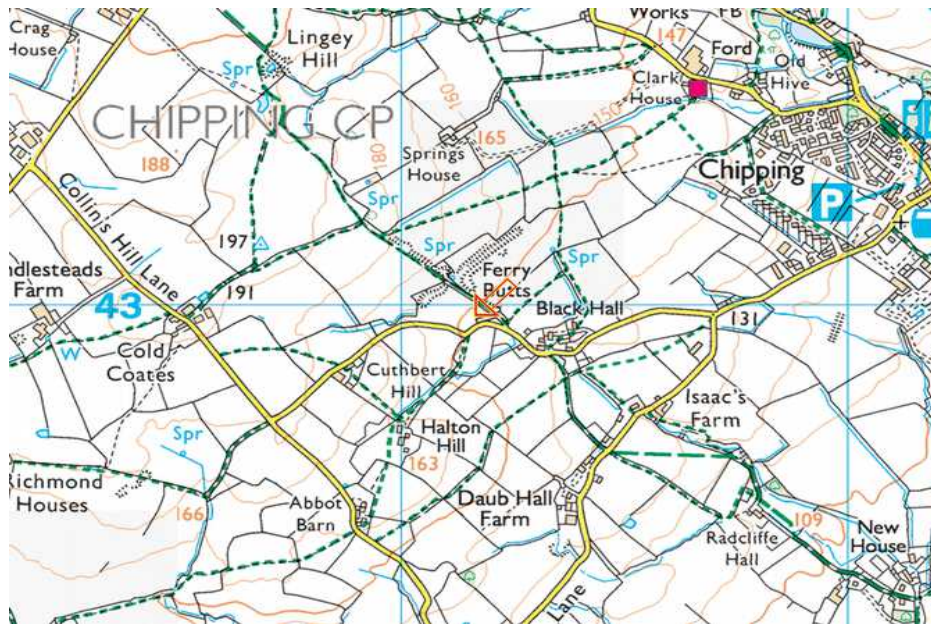 Works
FB
Crag
House
Lingey
Hill
147
Ford
Old
Hive
Spr
Clark
House
CHIPPING CP
150
150
165
188
180
Springs
House
Chipping
P
i
Collins Hill Lane
Spr
197
Spr
Spr
Farm
191
43
Ferry
Butts
Black Hall
131
W
Cold
Coates
Cuthbert
Hill
Isaac's
Farm
Spr
Halton
Hill
163
Richmond
Houses
166
Abbot
Barn
Daub Hall
Farm
109
Radcliffe
Hall
New
House
Lane